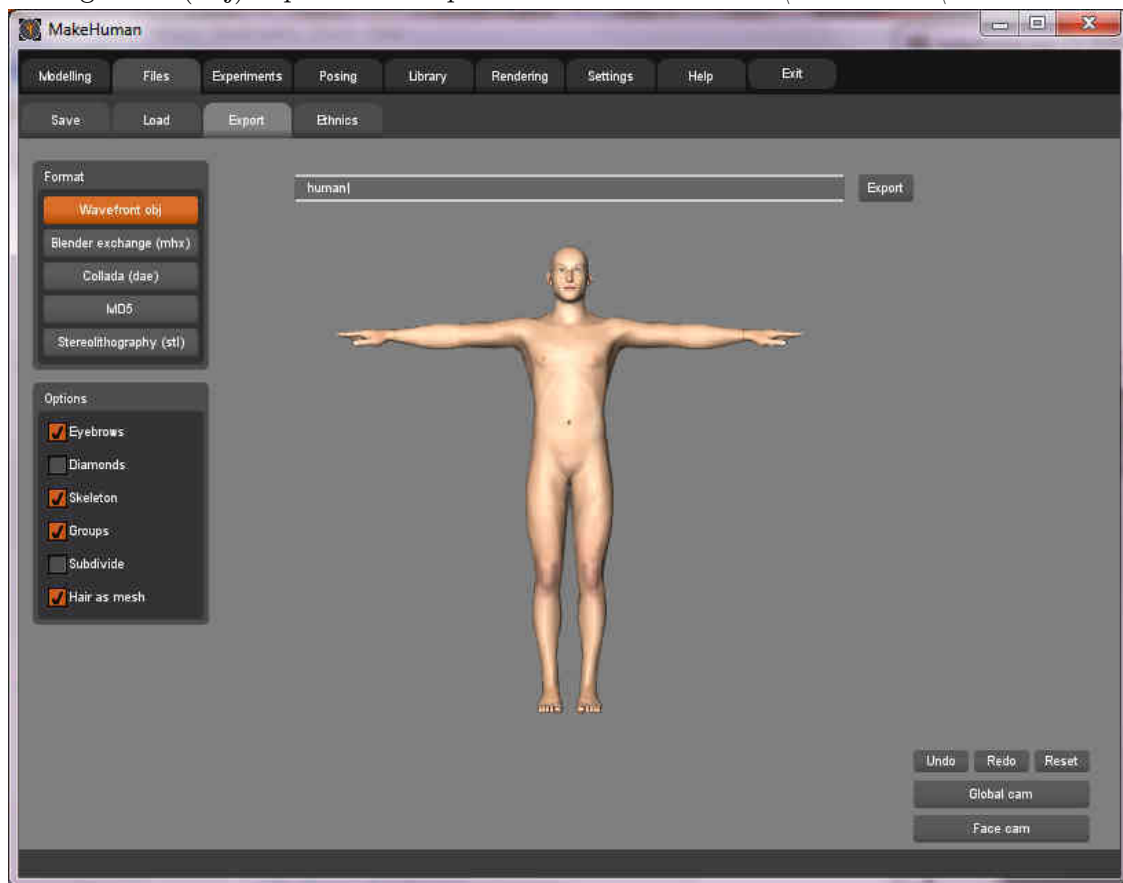 MakeHuman
Modelling Files Experiments Posing Library Rendering Settings Help Exit
Save Load Export Ethnics
Format
human
Export
Wavefront obj
Blender exchange (mhx)
Collada (dae)
MD5
Stereolithography (stl)
Options
Eyebrows
Diamonds
Skeleton
Groups
Subdivide
Hair as mesh
Undo Redo Reset
Global cam
Face cam